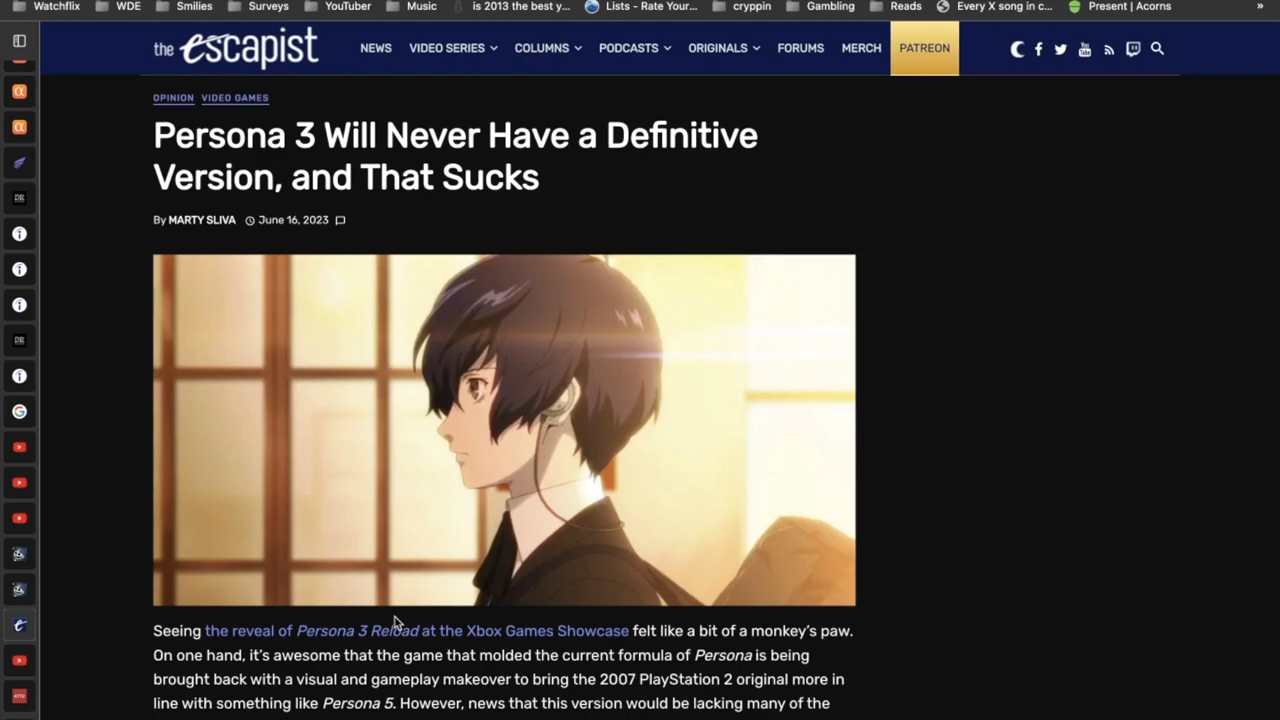 Watchflix WDE Smilies Surveys YouTuber Music is 2013 the best y... Lists - Rate Your... cryppin Gambling Reads Every X song in c... Present | Acorns »
the escapist NEWS VIDEO SERIES COLUMNS PODCASTS ORIGINALS FORUMS MERCH PATREON
OPINION VIDEO GAMES
Persona 3 Will Never Have a Definitive
Version, and That Sucks
By MARTY SLIVA June 16, 2023
Seeing the reveal of Persona 3 Reload at the Xbox Games Showcase felt like a bit of a monkey's paw.
On one hand, it's awesome that the game that molded the current formula of Persona is being
brought back with a visual and gameplay makeover to bring the 2007 PlayStation 2 original more in
line with something like Persona 5. However, news that this version would be lacking many of the